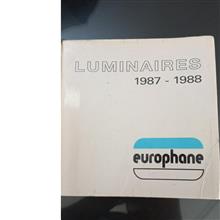 LUMINAIRES
1987 - 1988
europhane